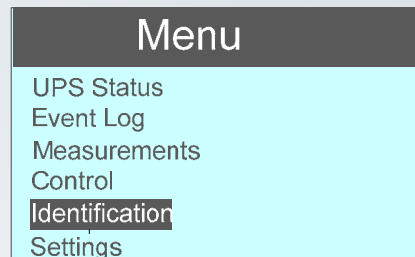 Menu
UPS Status
Event Log
Measurements
Control
Identification
Settings